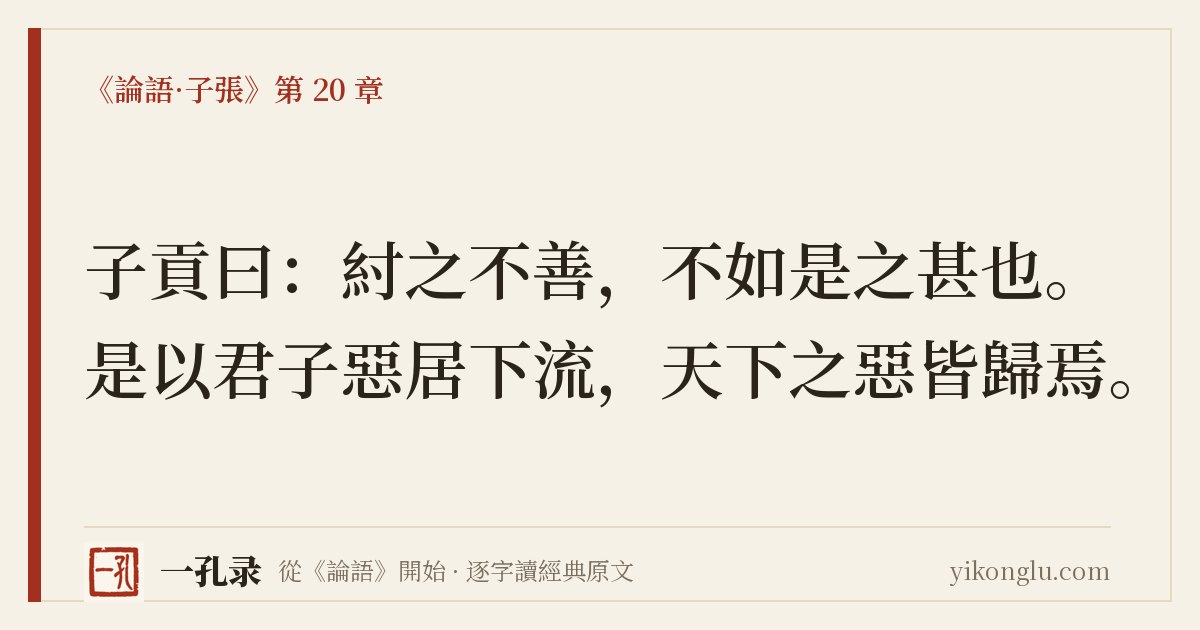 《論語·子張》第 20 章
子貢曰：紂之不善，不如是之甚也。
是以君子惡居下流，天下之惡皆歸焉。
一孔
一孔录 從《論語》開始 · 逐字讀經典原文
yikonglu.com